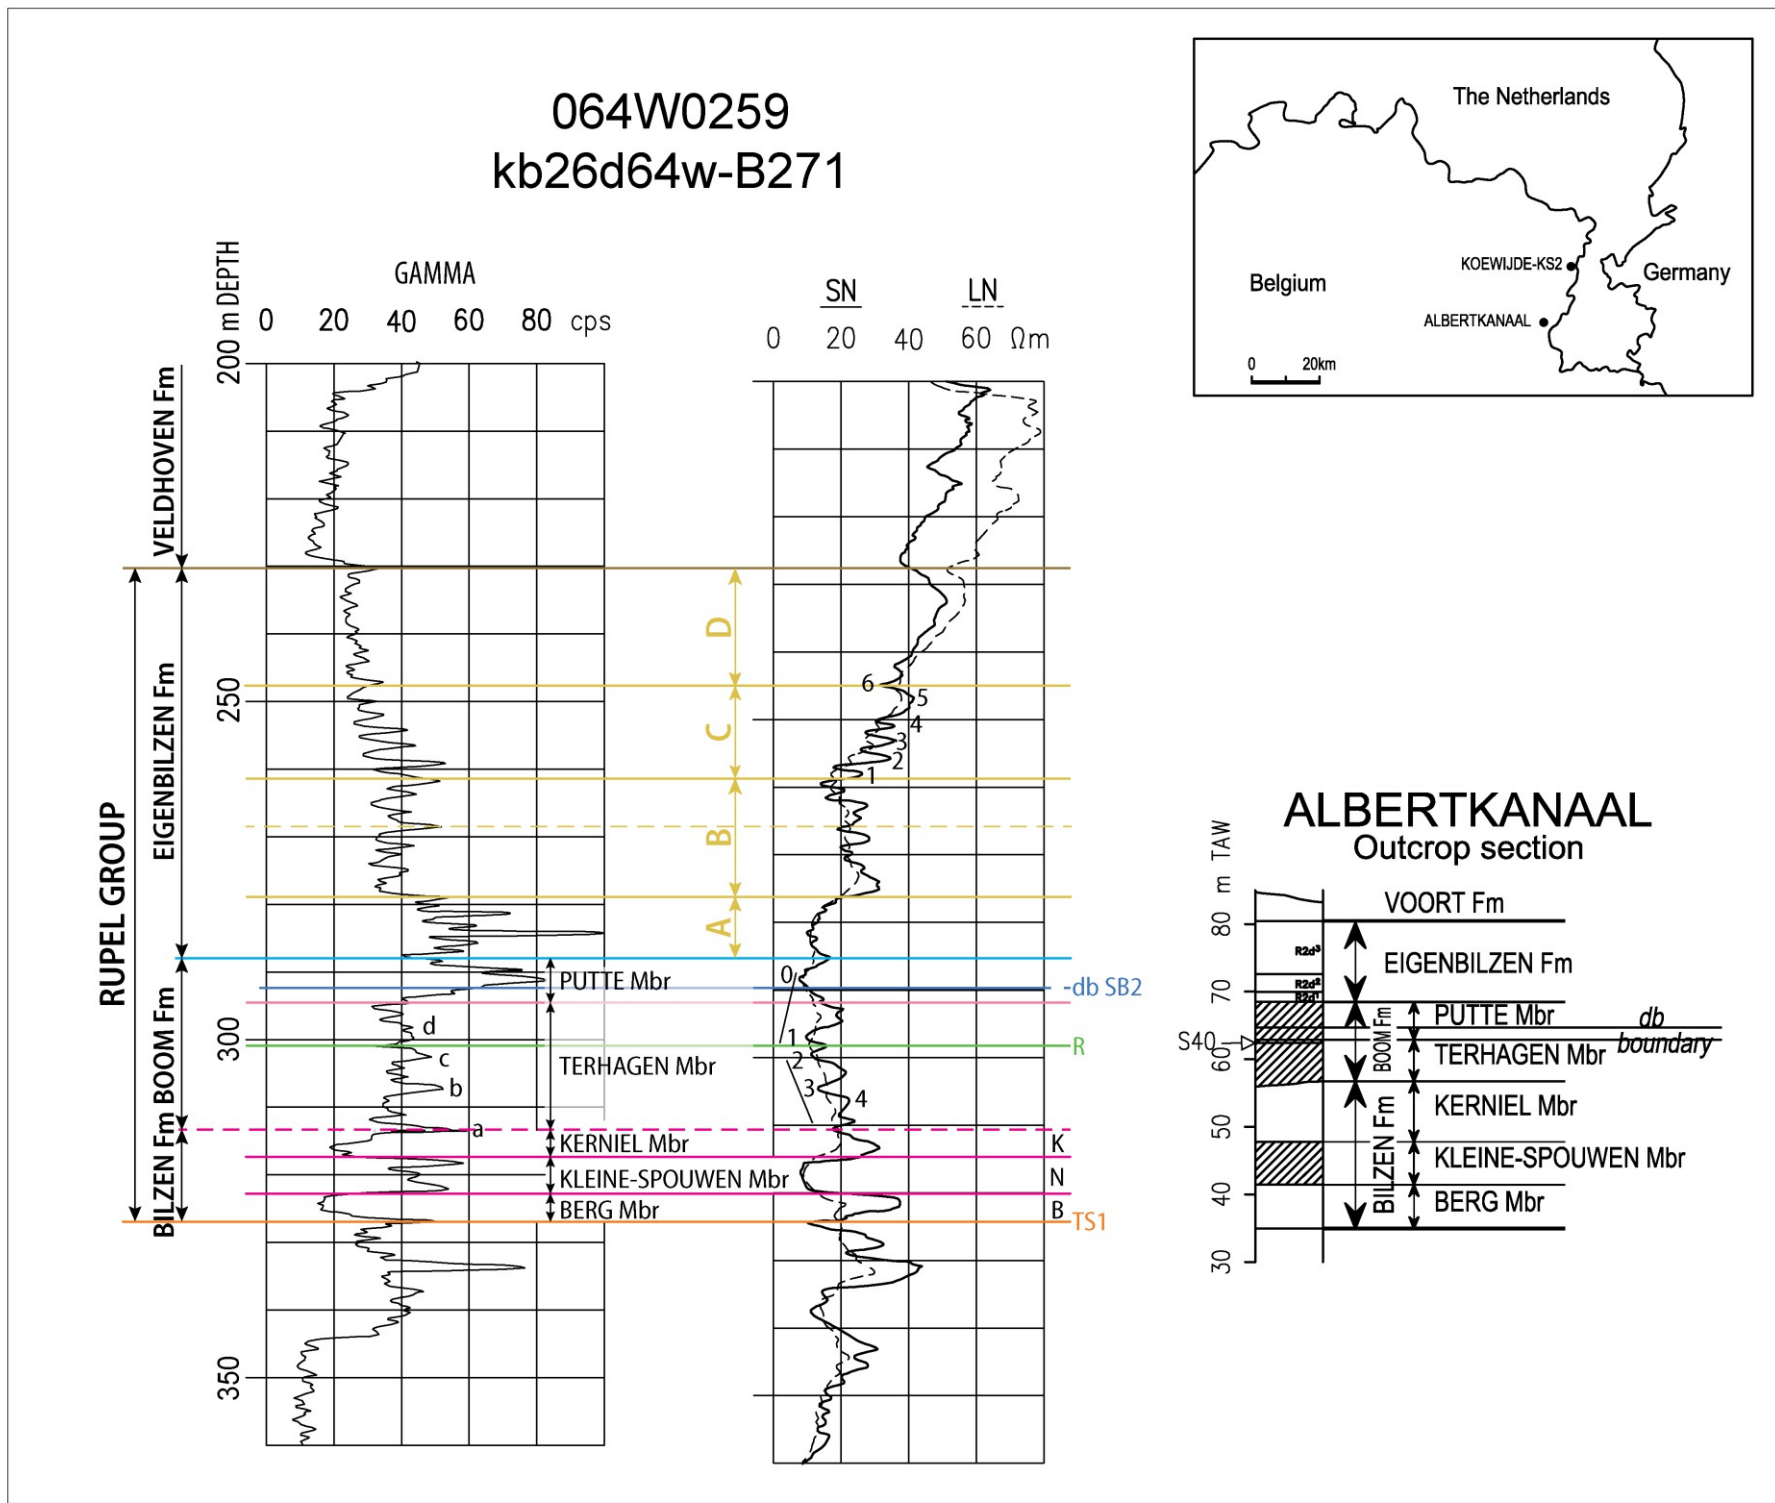 064W0259
kb26d64w-B271
The Netherlands
Belgium
Germany
KOEWIJDE-KS2
ALBERTKANAAL
0 20km
200 m DEPTH
GAMMA
0 20 40 60 80 cps
SN LN
0 20 40 60 Ωm
VELDHOVEN Fm
EIGENBILZEN Fm
RUPEL GROUP
BOOM Fm
BILZEN Fm
250
300
350
D
C
B
A
6
5
4
3
2
1
0
1
2
3
4
d
c
b
a
PUTTE Mbr
db SB2
TERHAGEN Mbr
R
KERNIEL Mbr K
KLEINE-SPOUWEN Mbr N
BERG Mbr B
TS1
ALBERTKANAAL
Outcrop section
m TAW
80
70
60
50
40
30
S40
VOORT Fm
R2d³
EIGENBILZEN Fm
R2d²
R2d¹
BOOM Fm
PUTTE Mbr
db
boundary
TERHAGEN Mbr
BILZEN Fm
KERNIEL Mbr
KLEINE-SPOUWEN Mbr
BERG Mbr